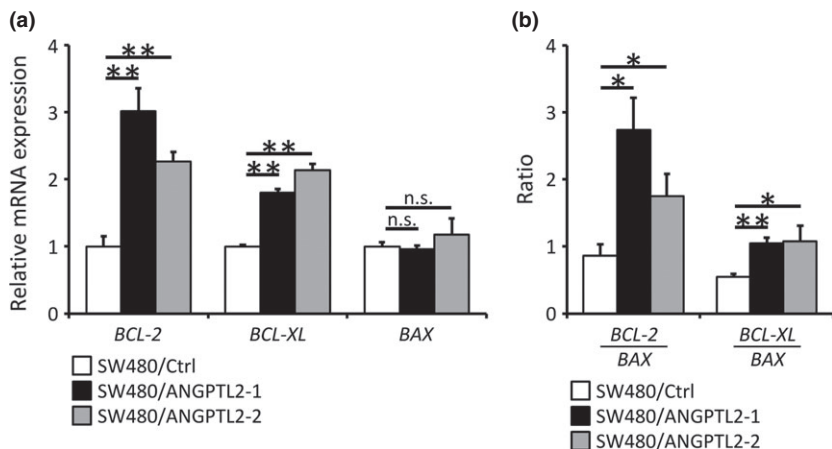 (a)
Relative mRNA expression
4
3
2
1
0
**
**
**
**
n.s.
n.s.
BCL-2
BCL-XL
BAX
SW480/Ctrl
SW480/ANGPTL2-1
SW480/ANGPTL2-2
(b)
Ratio
4
3
2
1
0
*
*
*
**
BCL-2
BAX
BCL-XL
BAX
SW480/Ctrl
SW480/ANGPTL2-1
SW480/ANGPTL2-2